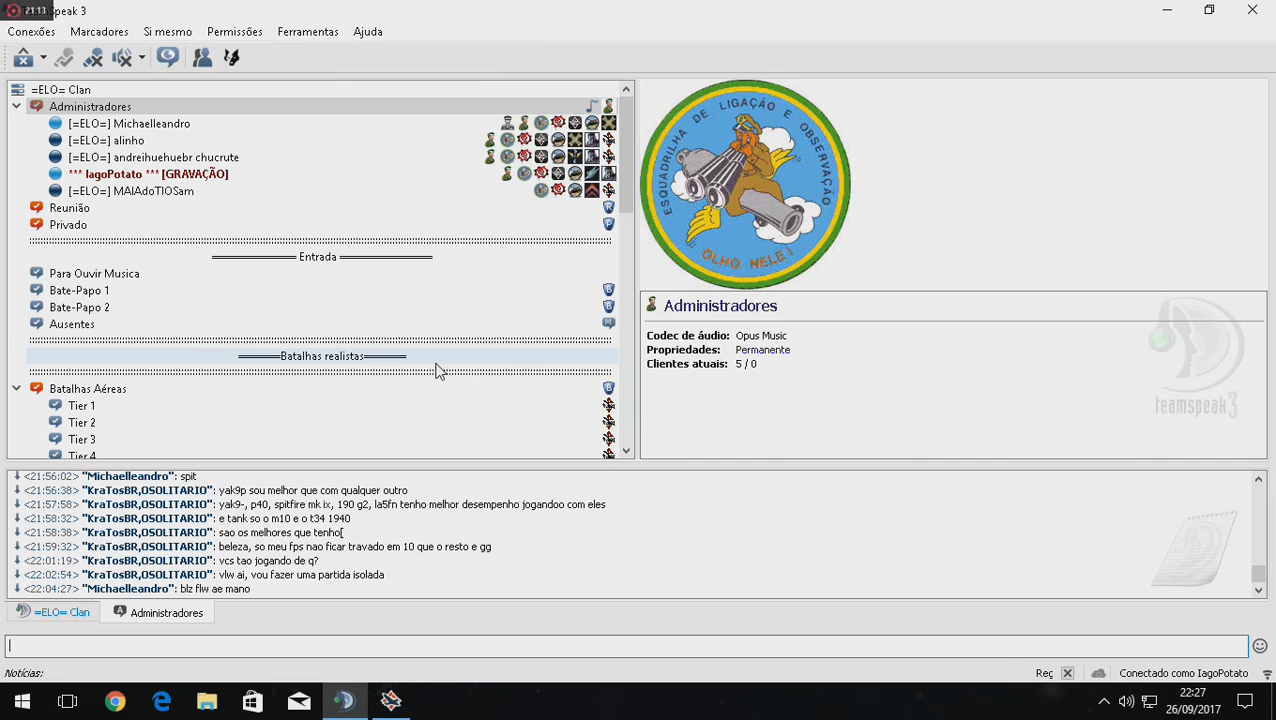 21:13 TeamSpeak 3
Conexões Marcadores Si mesmo Permissões Ferramentas Ajuda
=ELO= Clan
Administradores
[=ELO=] Michaelleandro
[=ELO=] alinho
[=ELO=] andreihuehuebr chucrute
*** IagoPotato *** [GRAVAÇÃO]
[=ELO=] MAIAdoTIOSam
Reunião
Privado
Entrada
Para Ouvir Musica
Bate-Papo 1
Bate-Papo 2
Ausentes
Batalhas realistas
Batalhas Aéreas
Tier 1
Tier 2
Tier 3
Tier 4
ESQUADRILHA DE LIGAÇÃO E OBSERVAÇÃO
OLHO NELE!
Administradores
Codec de áudio: Opus Music
Propriedades: Permanente
Clientes atuais: 5 / 0
teamspeak3
<21:56:02> "Michaelleandro": spit
<21:56:38> "KraTosBR,OSOLITARIO": yak9p sou melhor que com qualquer outro
<21:57:58> "KraTosBR,OSOLITARIO": yak9-, p40, spitfire mk ix, 190 g2, la5fn tenho melhor desempenho jogandoo com eles
<21:58:32> "KraTosBR,OSOLITARIO": e tank so o m10 e o t34 1940
<21:58:38> "KraTosBR,OSOLITARIO": sao os melhores que tenho[
<21:59:32> "KraTosBR,OSOLITARIO": beleza, so meu fps nao ficar travado em 10 que o resto e gg
<22:01:19> "KraTosBR,OSOLITARIO": vcs tao jogando de q?
<22:02:54> "KraTosBR,OSOLITARIO": vlw ai, vou fazer uma partida isolada
<22:04:27> "Michaelleandro": blz flw ae mano
=ELO= Clan Administradores
Notícias: Reç Conectado como IagoPotato
22:27
26/09/2017